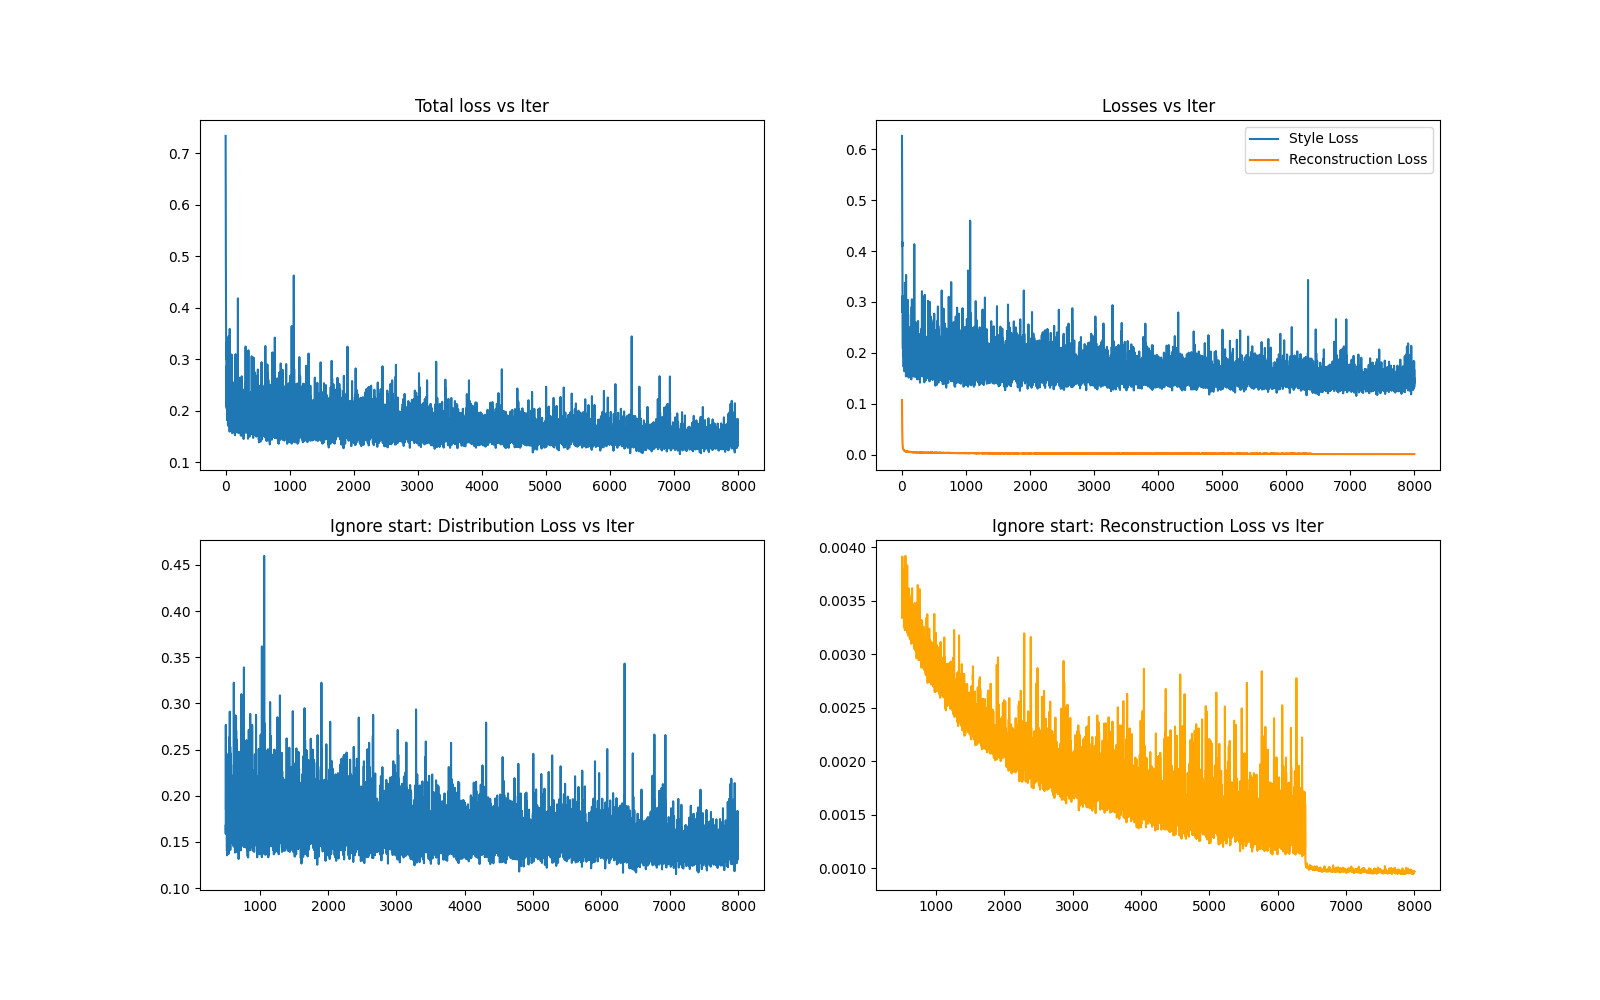 Total loss vs Iter
0.7
0.6
0.5
0.4
0.3
0.2
0.1
0 1000 2000 3000 4000 5000 6000 7000 8000
Losses vs Iter
Style Loss
Reconstruction Loss
0.6
0.5
0.4
0.3
0.2
0.1
0.0
0 1000 2000 3000 4000 5000 6000 7000 8000
Ignore start: Distribution Loss vs Iter
0.45
0.40
0.35
0.30
0.25
0.20
0.15
0.10
1000 2000 3000 4000 5000 6000 7000 8000
Ignore start: Reconstruction Loss vs Iter
0.0040
0.0035
0.0030
0.0025
0.0020
0.0015
0.0010
1000 2000 3000 4000 5000 6000 7000 8000